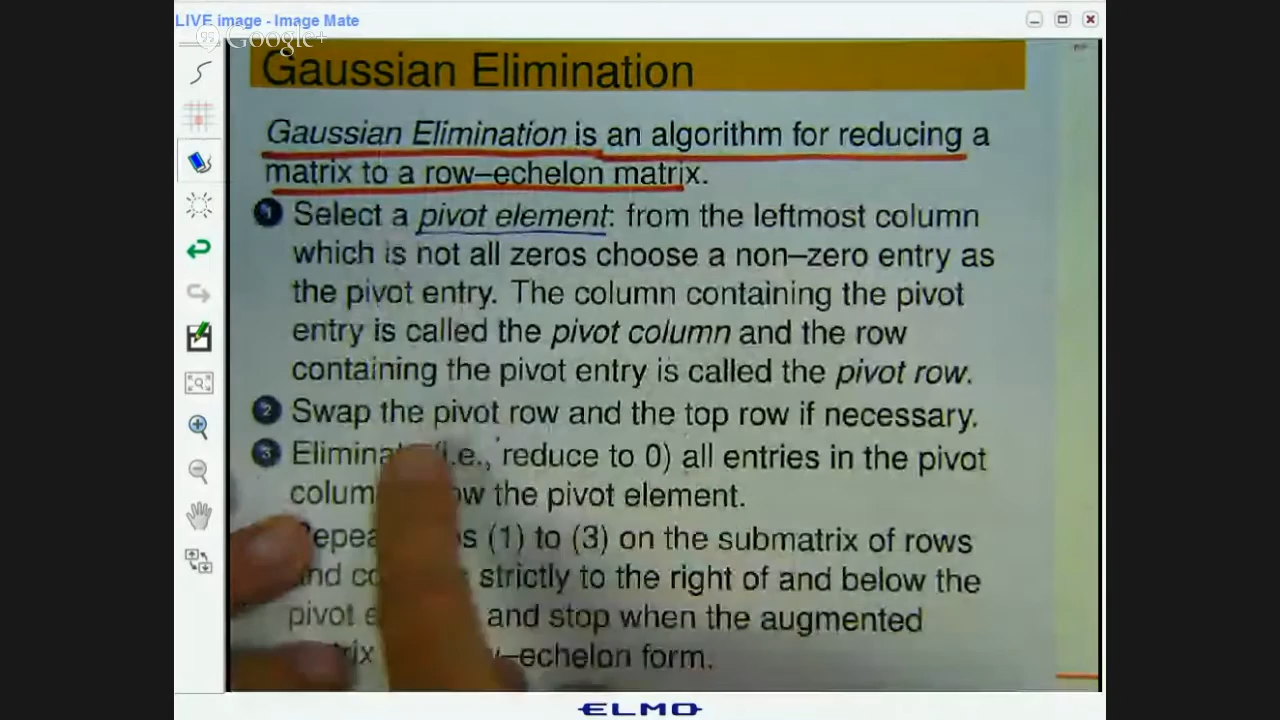 LIVE image - Image Mate
Google+
Gaussian Elimination
Gaussian Elimination is an algorithm for reducing a
matrix to a row–echelon matrix.
1 Select a pivot element: from the leftmost column
which is not all zeros choose a non–zero entry as
the pivot entry. The column containing the pivot
entry is called the pivot column and the row
containing the pivot entry is called the pivot row.
2 Swap the pivot row and the top row if necessary.
3 (i.e., reduce to 0) all entries in the pivot
the pivot element.
(1) to (3) on the submatrix of rows
strictly to the right of and below the
pivot and stop when the augmented
–echelon form.
ELMO